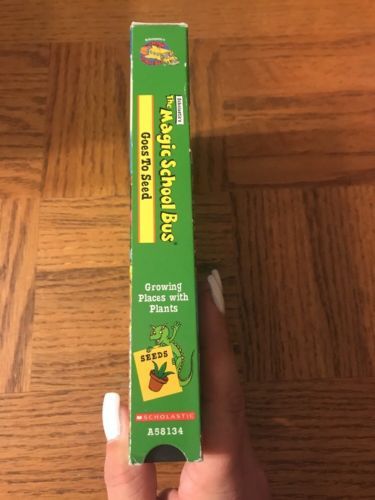 SCHOLASTIC'S
The Magic School Bus®
Goes To Seed
Growing
Places with
Plants
SEEDS
SCHOLASTIC
A58134